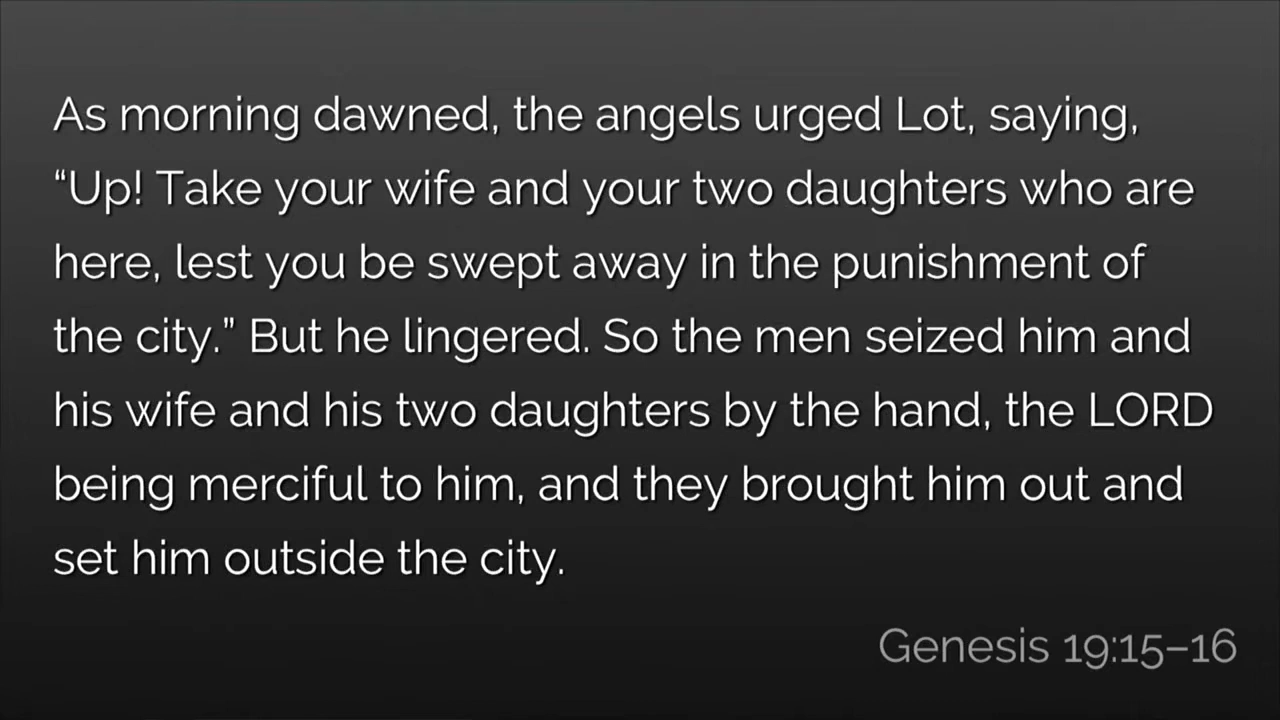 As morning dawned, the angels urged Lot, saying,
“Up! Take your wife and your two daughters who are
here, lest you be swept away in the punishment of
the city.” But he lingered. So the men seized him and
his wife and his two daughters by the hand, the LORD
being merciful to him, and they brought him out and
set him outside the city.
Genesis 19:15–16